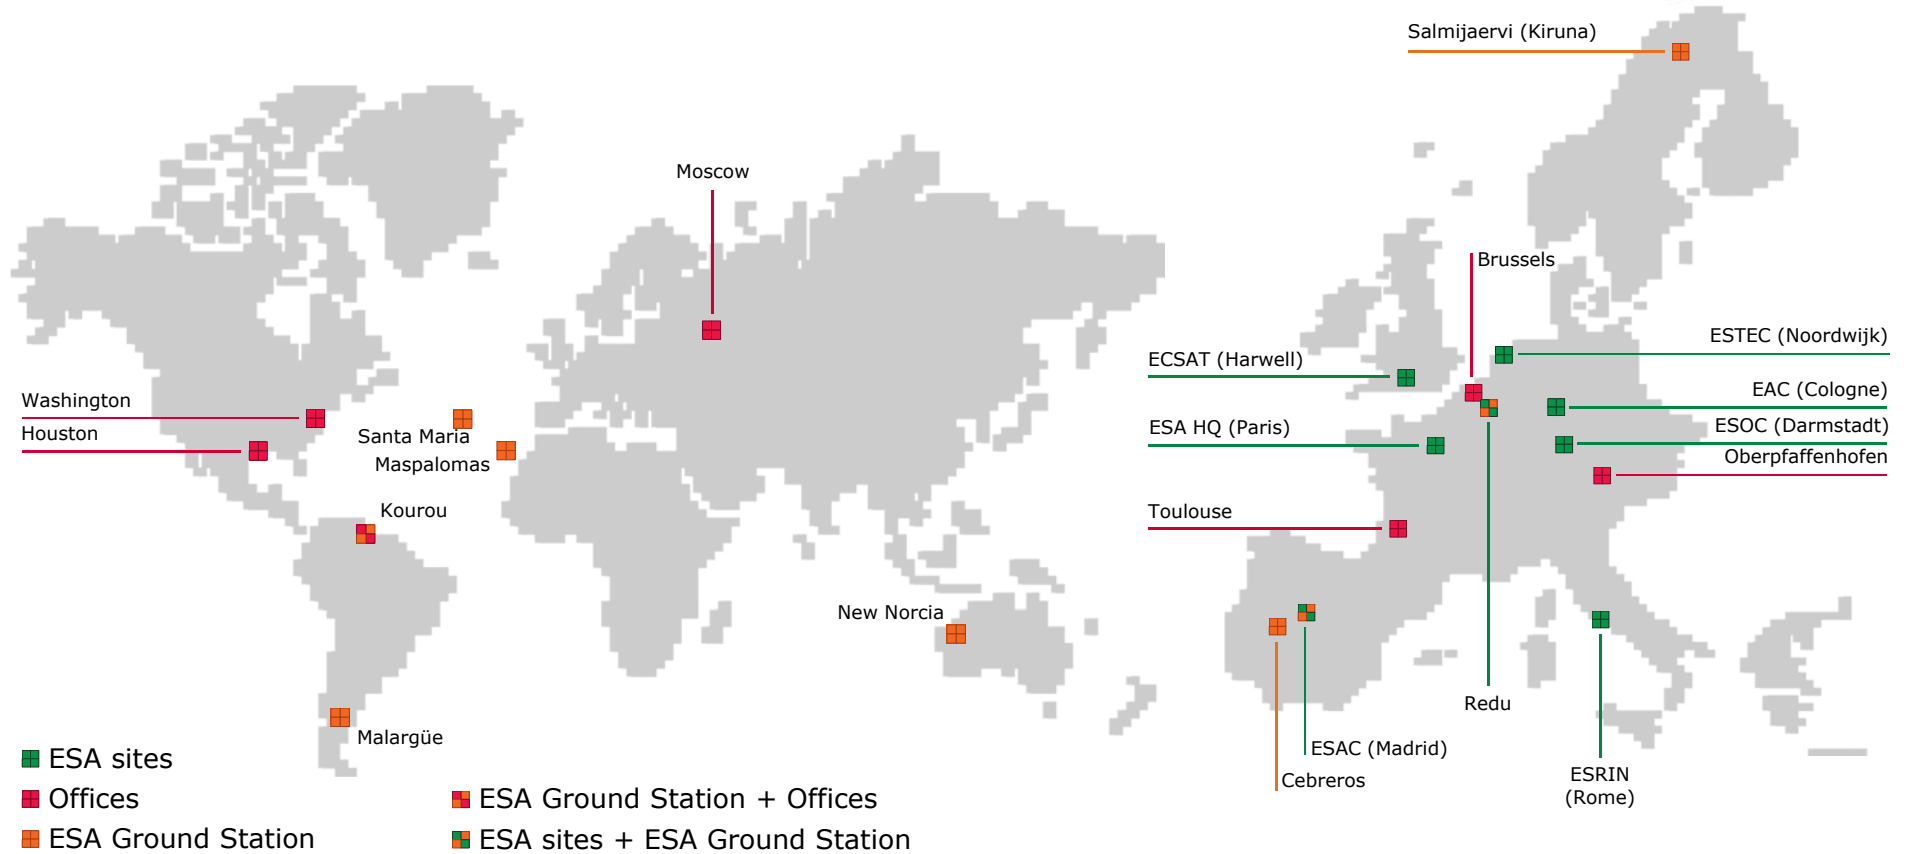 Salmijaervi (Kiruna)
Moscow
Brussels
ESTEC (Noordwijk)
ECSAT (Harwell)
EAC (Cologne)
Washington
ESA HQ (Paris)
ESOC (Darmstadt)
Houston
Santa Maria
Oberpfaffenhofen
Maspalomas
Kourou
Toulouse
New Norcia
Redu
Malargüe
ESAC (Madrid)
Cebreros
ESRIN
(Rome)
ESA sites
Offices
ESA Ground Station
ESA Ground Station + Offices
ESA sites + ESA Ground Station